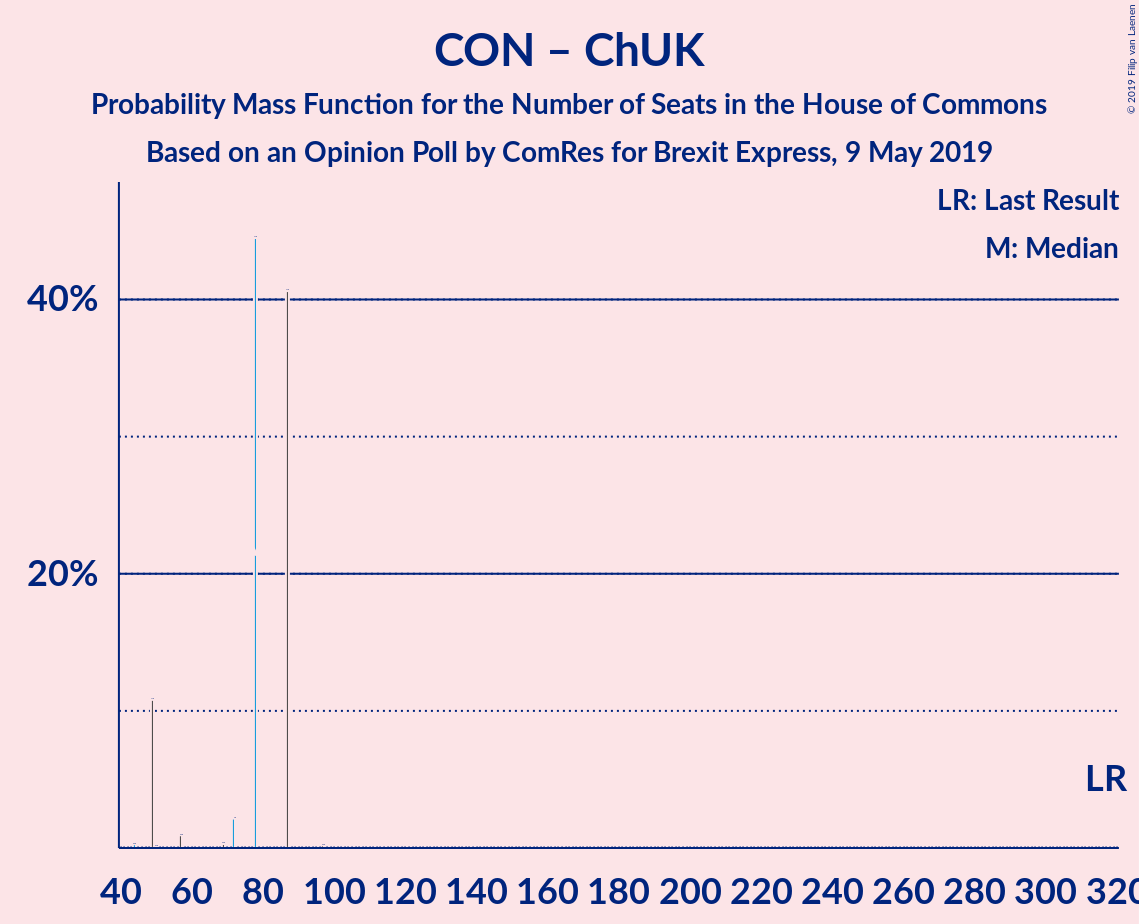 CON – ChUK
Probability Mass Function for the Number of Seats in the House of Commons
Based on an Opinion Poll by ComRes for Brexit Express, 9 May 2019
© 2019 Filip van Laenen
LR: Last Result
M: Median
40%
20%
LR
40 60 80 100 120 140 160 180 200 220 240 260 280 300 320